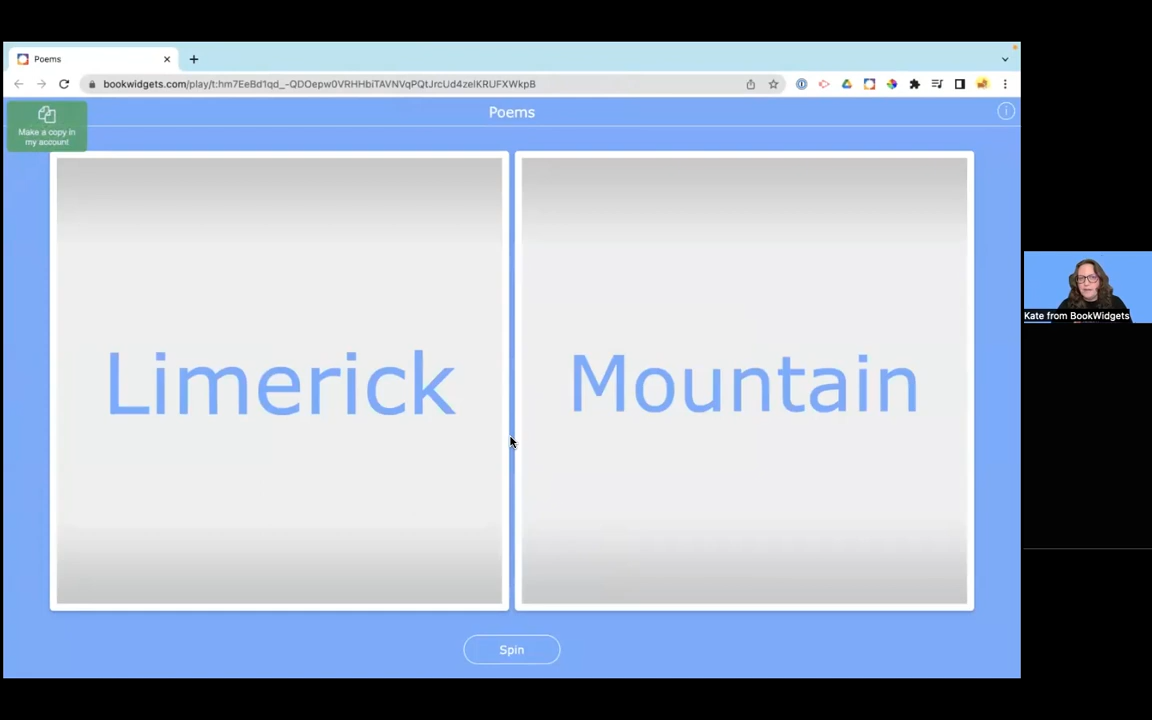 Poems
bookwidgets.com/play/t:hm7EeBd1qd_-QDOepw0VRHHbiTAVNVqPQtJrcUd4zelKRUFXWkpB
Poems
Make a copy in
my account
Limerick
Mountain
Kate from BookWidgets
Spin